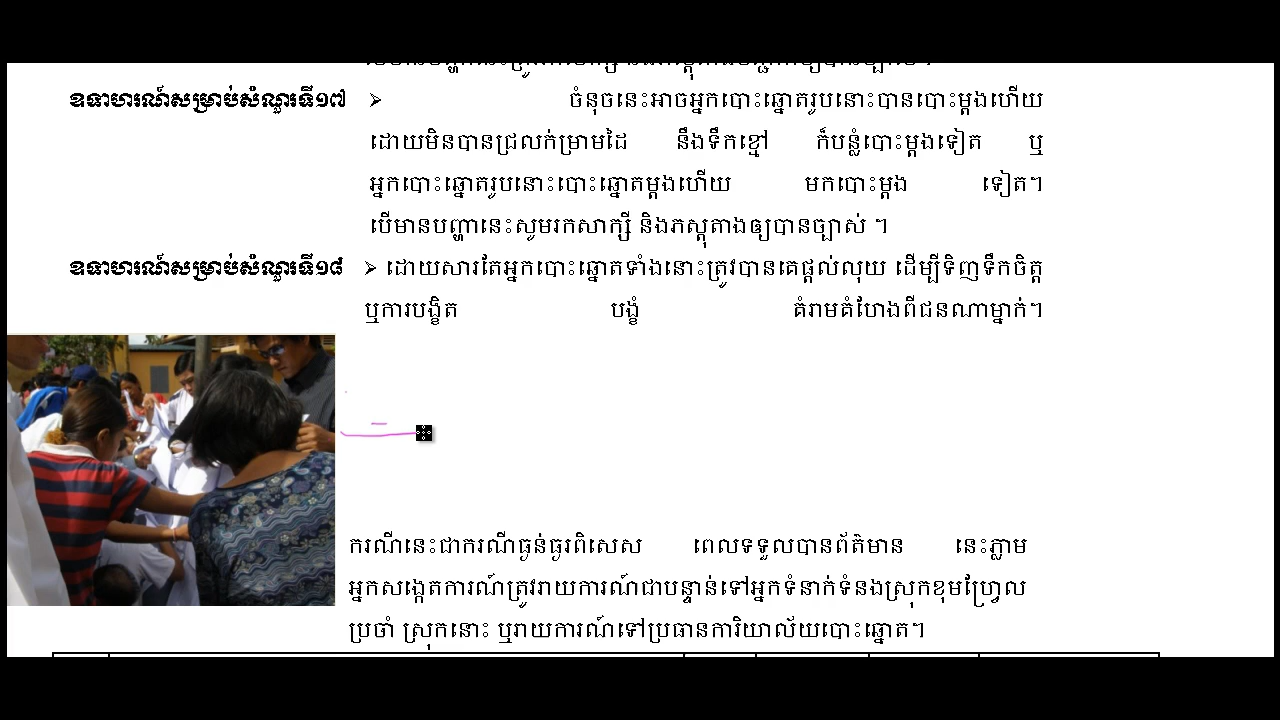 ឧទាហរណ៍សម្រាប់សំណួរទី១៧ ➢ ចំនុចនេះអាចអ្នកបោះឆ្នោតរូបនោះបានបោះម្ដងហើយ
ដោយមិនបានជ្រលក់ម្រាមដៃ នឹងទឹកខ្មៅ ក៏បន្លំបោះម្ដងទៀត ឬ
អ្នកបោះឆ្នោតរូបនោះបោះឆ្នោតម្ដងហើយ មកបោះម្ដង ទៀត។
បើមានបញ្ហានេះសូមរកសាក្សី និងភស្តុតាងឲ្យបានច្បាស់ ។
ឧទាហរណ៍សម្រាប់សំណួរទី១៨ ➢ ដោយសារតែអ្នកបោះឆ្នោតទាំងនោះត្រូវបានគេផ្ដល់លុយ ដើម្បីទិញទឹកចិត្ត
ឬការបង្ខិត បង្ខំ គំរាមគំហែងពីជនណាម្នាក់។
ករណីនេះជាករណីធ្ងន់ធ្ងរពិសេស ពេលទទួលបានព័ត៌មាន នេះភ្លាម
អ្នកសង្កេតការណ៍ត្រូវរាយការណ៍ជាបន្ទាន់ទៅអ្នកទំនាក់ទំនងស្រុកខុមហ្វ្រែល
ប្រចាំ ស្រុកនោះ ឬរាយការណ៍ទៅប្រធានការិយាល័យបោះឆ្នោត។